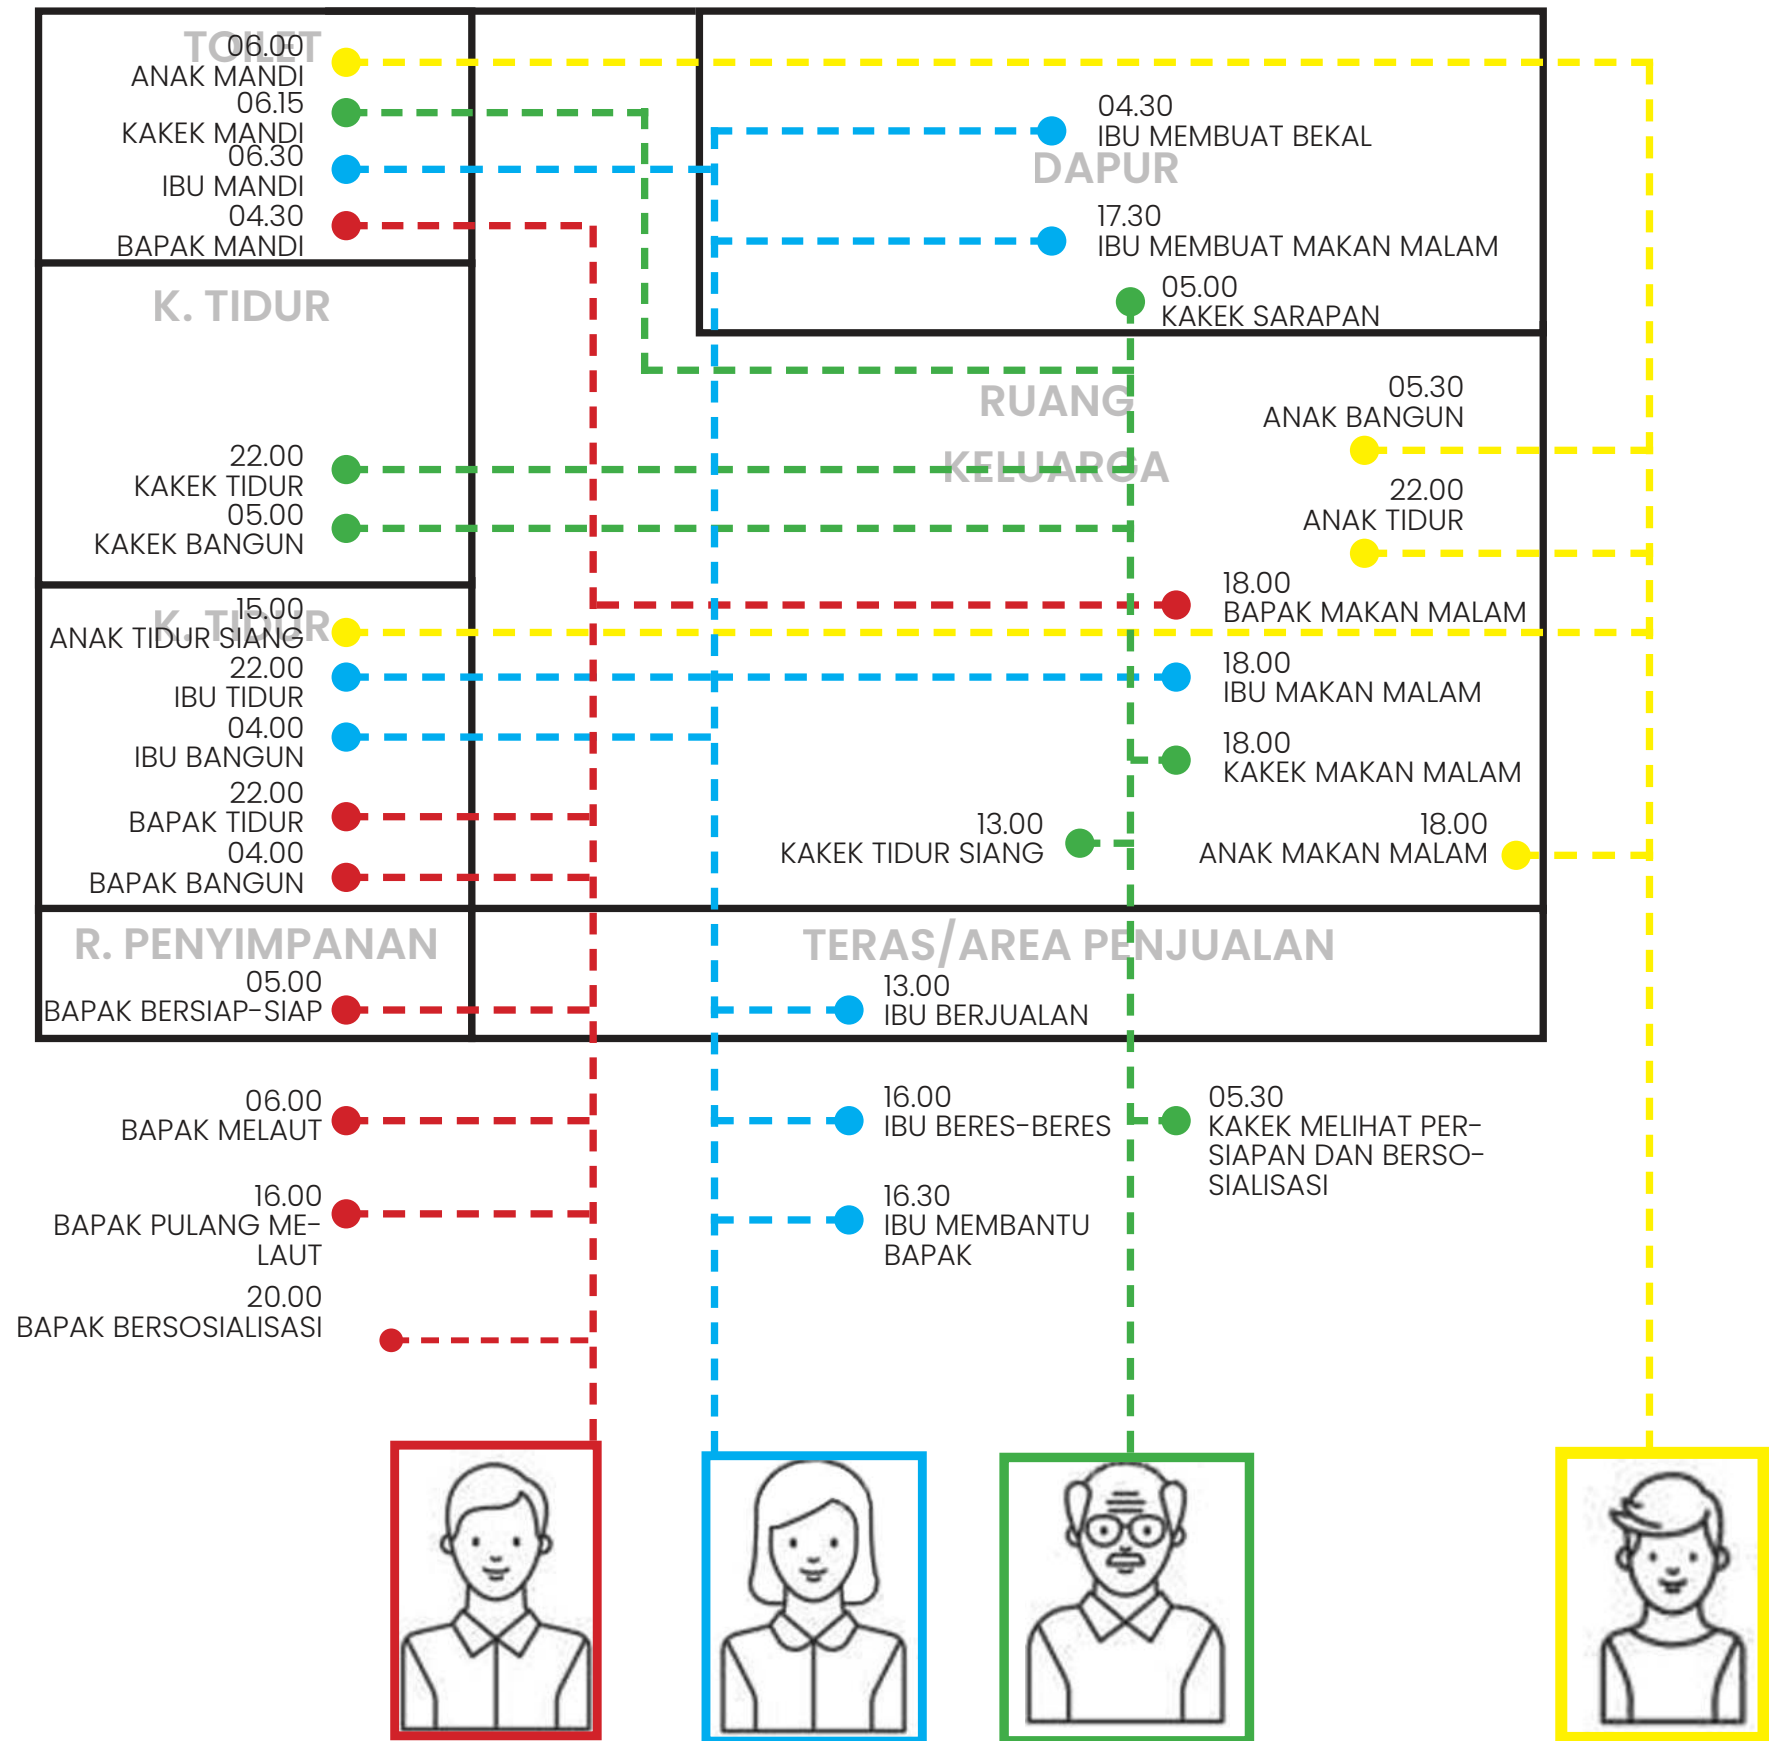 TOILET
06.00
ANAK MANDI
06.15
KAKEK MANDI
06.30
IBU MANDI
04.30
BAPAK MANDI
04.30
IBU MEMBUAT BEKAL
DAPUR
17.30
IBU MEMBUAT MAKAN MALAM
05.00
KAKEK SARAPAN
K. TIDUR
22.00
KAKEK TIDUR
05.00
KAKEK BANGUN
RUANG
KELUARGA
05.30
ANAK BANGUN
22.00
ANAK TIDUR
18.00
BAPAK MAKAN MALAM
18.00
IBU MAKAN MALAM
18.00
KAKEK MAKAN MALAM
13.00
KAKEK TIDUR SIANG
18.00
ANAK MAKAN MALAM
K. TIDUR
15.00
ANAK TIDUR SIANG
22.00
IBU TIDUR
04.00
IBU BANGUN
22.00
BAPAK TIDUR
04.00
BAPAK BANGUN
R. PENYIMPANAN
05.00
BAPAK BERSIAP-SIAP
TERAS/AREA PENJUALAN
13.00
IBU BERJUALAN
06.00
BAPAK MELAUT
16.00
BAPAK PULANG ME-
LAUT
20.00
BAPAK BERSOSIALISASI
16.00
IBU BERES-BERES
16.30
IBU MEMBANTU
BAPAK
05.30
KAKEK MELIHAT PER-
SIAPAN DAN BERSO-
SIALISASI